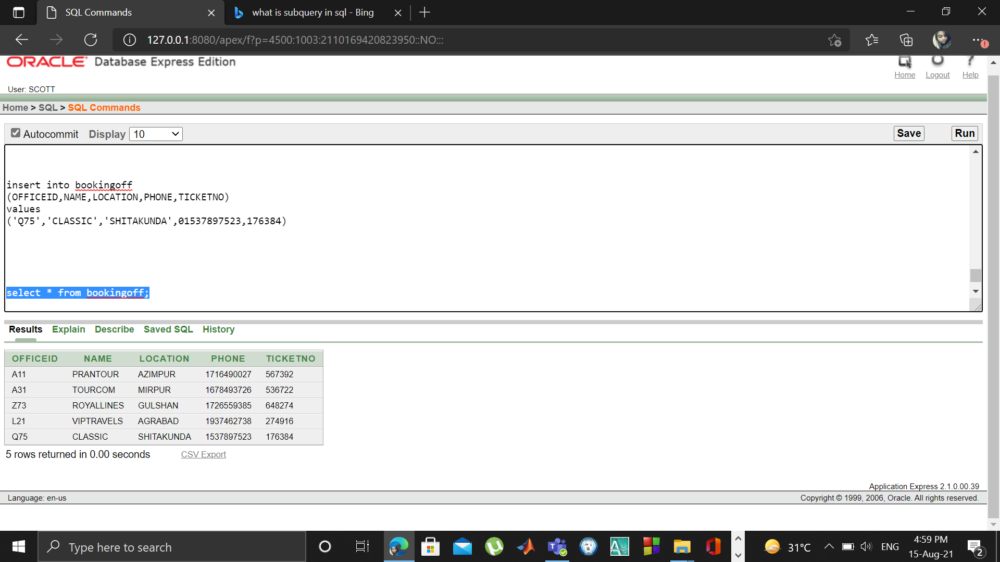 SQL Commands
what is subquery in sql - Bing
127.0.0.1:8080/apex/f?p=4500:1003:2110169420823950::NO:::
ORACLE Database Express Edition
Home Logout Help
User: SCOTT
Home > SQL > SQL Commands
Autocommit Display 10 Save Run
insert into bookingoff
(OFFICEID,NAME,LOCATION,PHONE,TICKETNO)
values
('Q75','CLASSIC','SHITAKUNDA',01537897523,176384)
select * from bookingoff;
Results Explain Describe Saved SQL History
OFFICEID NAME LOCATION PHONE TICKETNO
A11 PRANTOUR AZIMPUR 1716490027 567392
A31 TOURCOM MIRPUR 1678493726 536722
Z73 ROYALLINES GULSHAN 1726559385 648274
L21 VIPTRAVELS AGRABAD 1937462738 274916
Q75 CLASSIC SHITAKUNDA 1537897523 176384
5 rows returned in 0.00 seconds CSV Export
Application Express 2.1.0.00.39
Language: en-us Copyright © 1999, 2006, Oracle. All rights reserved.
Type here to search
31°C ENG
4:59 PM
15-Aug-21
2